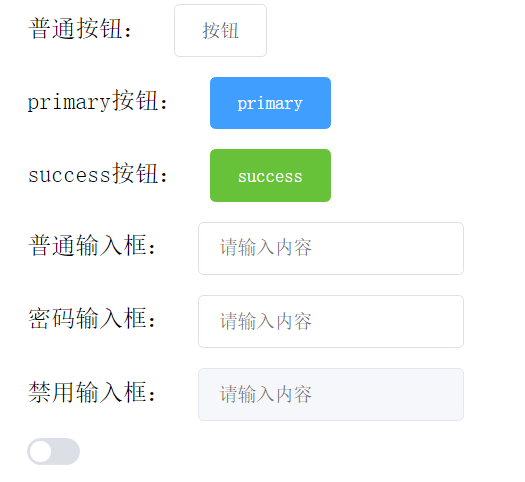 普通按钮： 按钮
primary按钮： primary
success按钮： success
普通输入框： 请输入内容
密码输入框： 请输入内容
禁用输入框： 请输入内容